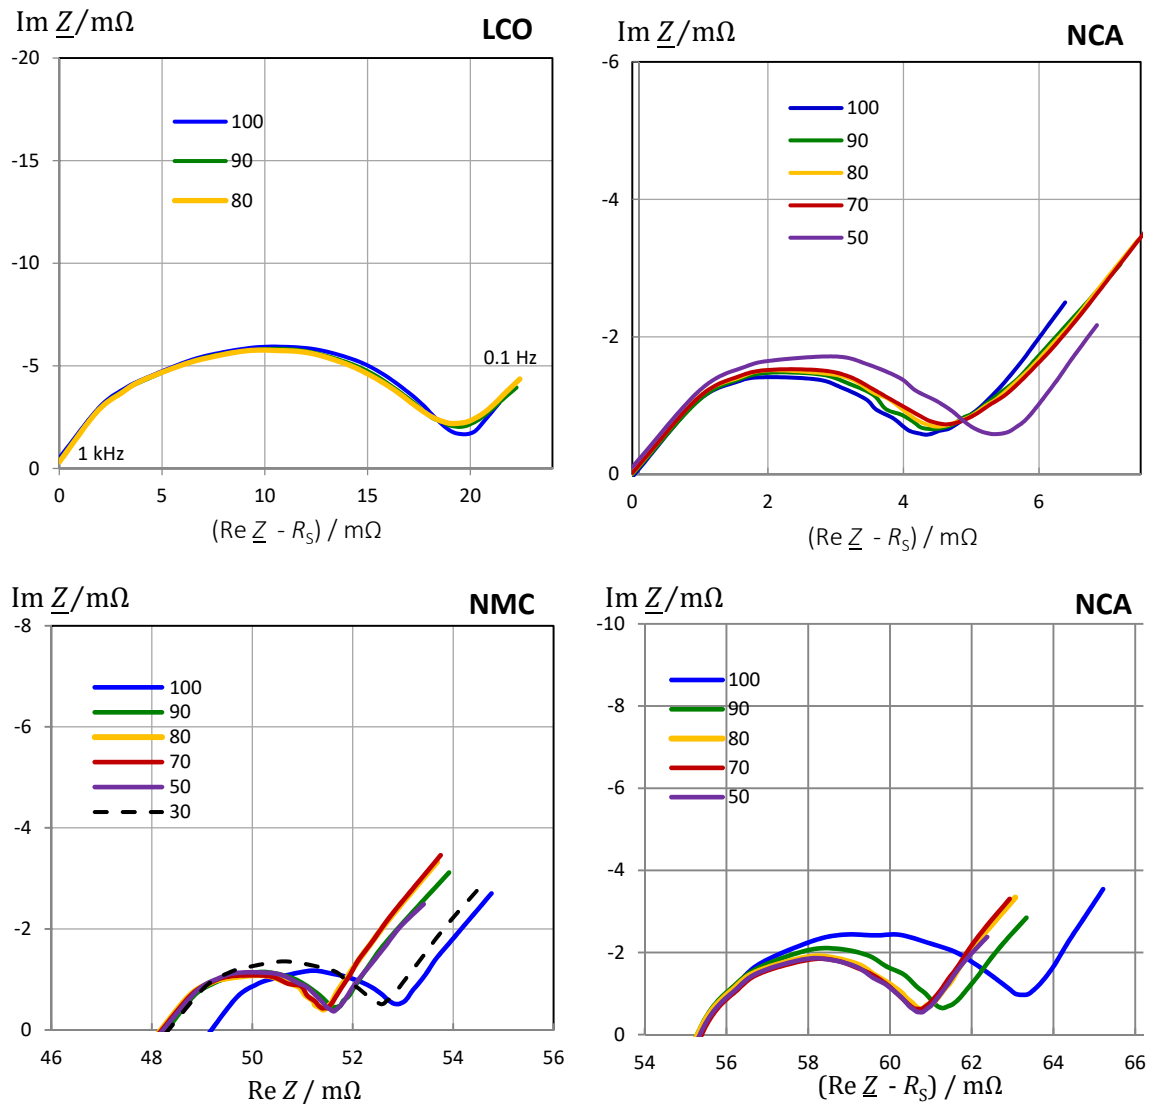 Im Z/mΩ
LCO
-20
-15
-10
-5
0
100
90
80
0.1 Hz
1 kHz
0 5 10 15 20
(Re Z - RS) / mΩ
Im Z/mΩ
NCA
-6
-4
-2
0
100
90
80
70
50
0 2 4 6
(Re Z - RS) / mΩ
Im Z/mΩ
NMC
-8
-6
-4
-2
0
100
90
80
70
50
30
46 48 50 52 54 56
Re Z / mΩ
Im Z/mΩ
NCA
-10
-8
-6
-4
-2
0
100
90
80
70
50
54 56 58 60 62 64 66
(Re Z - RS) / mΩ